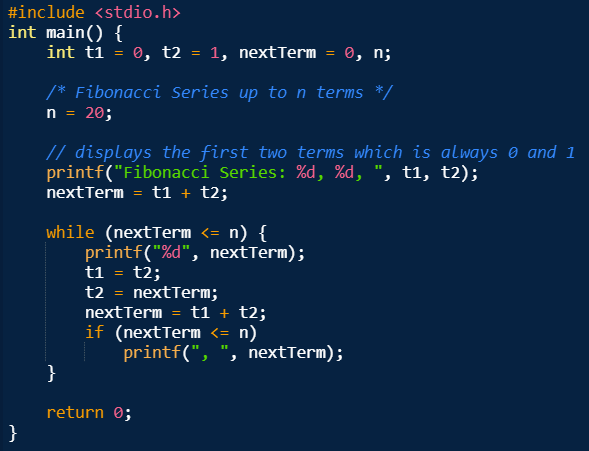 #include <stdio.h>
int main() {
    int t1 = 0, t2 = 1, nextTerm = 0, n;

    /* Fibonacci Series up to n terms */
    n = 20;

    // displays the first two terms which is always 0 and 1
    printf("Fibonacci Series: %d, %d, ", t1, t2);
    nextTerm = t1 + t2;

    while (nextTerm <= n) {
        printf("%d", nextTerm);
        t1 = t2;
        t2 = nextTerm;
        nextTerm = t1 + t2;
        if (nextTerm <= n)
            printf(", ", nextTerm);
    }

    return 0;
}